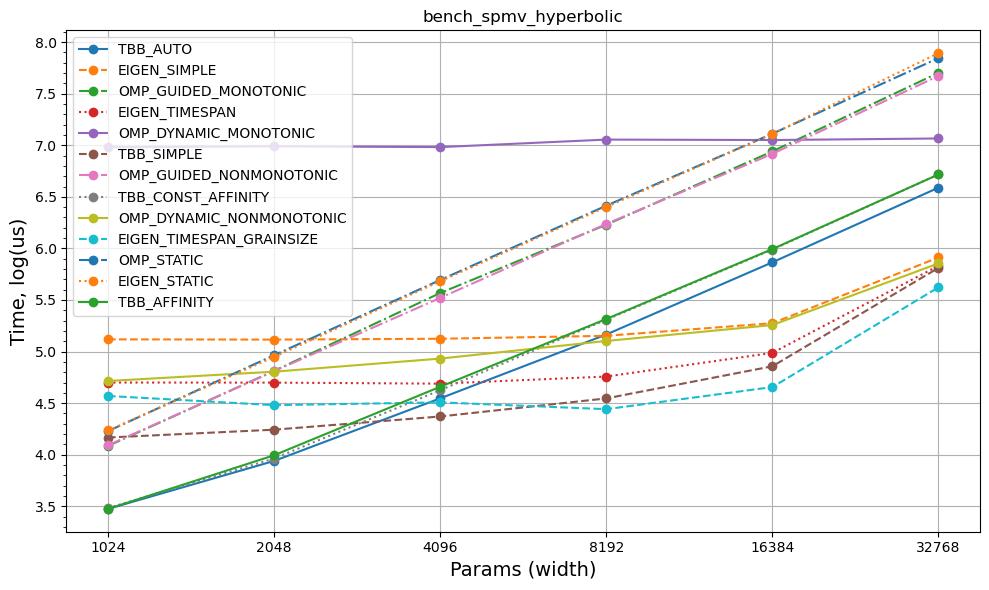 bench_spmv_hyperbolic
Time, log(us)
8.0
7.5
7.0
6.5
6.0
5.5
5.0
4.5
4.0
3.5
TBB_AUTO
EIGEN_SIMPLE
OMP_GUIDED_MONOTONIC
EIGEN_TIMESPAN
OMP_DYNAMIC_MONOTONIC
TBB_SIMPLE
OMP_GUIDED_NONMONOTONIC
TBB_CONST_AFFINITY
OMP_DYNAMIC_NONMONOTONIC
EIGEN_TIMESPAN_GRAINSIZE
OMP_STATIC
EIGEN_STATIC
TBB_AFFINITY
1024 2048 4096 8192 16384 32768
Params (width)